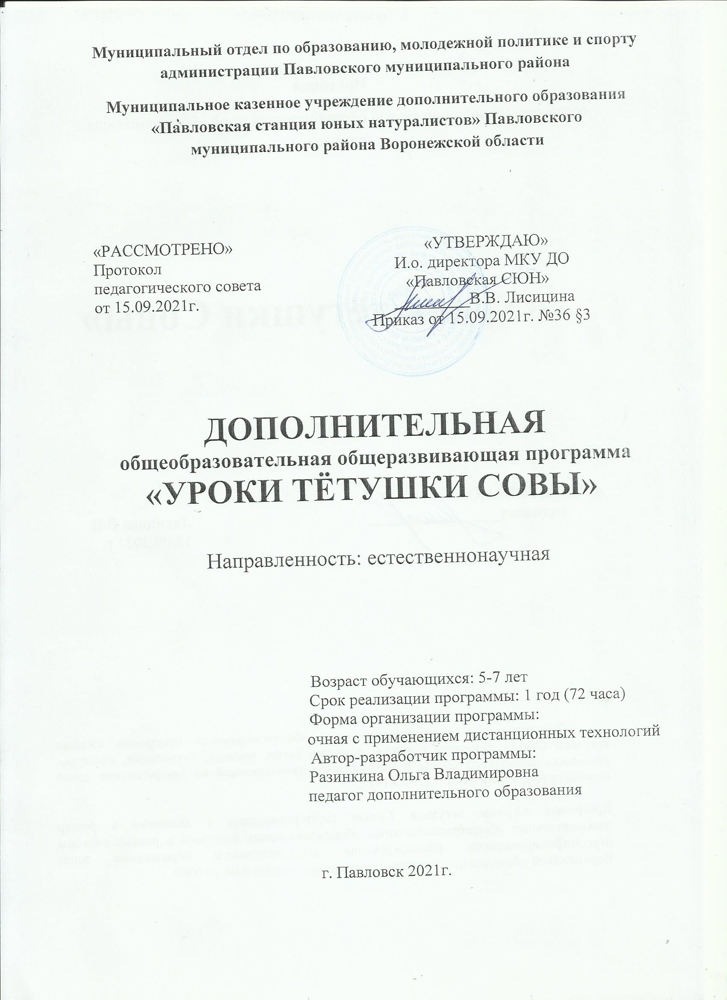 Муниципальный отдел по образованию, молодежной политике и спорту
администрации Павловского муниципального района
Муниципальное казенное учреждение дополнительного образования
«Павловская станция юных натуралистов» Павловского
муниципального района Воронежской области
«РАССМОТРЕНО»
Протокол
педагогического совета
от 15.09.2021г.
«УТВЕРЖДАЮ»
И.о. директора МКУ ДО
«Павловская СЮН»
В.В. Лисицина
Приказ от 15.09.2021г. №36 §3
ДОПОЛНИТЕЛЬНАЯ
общеобразовательная общеразвивающая программа
«УРОКИ ТЁТУШКИ СОВЫ»
Направленность: естественнонаучная
Возраст обучающихся: 5-7 лет
Срок реализации программы: 1 год (72 часа)
Форма организации программы:
очная с применением дистанционных технологий
Автор-разработчик программы:
Разинкина Ольга Владимировна
педагог дополнительного образования
г. Павловск 2021г.